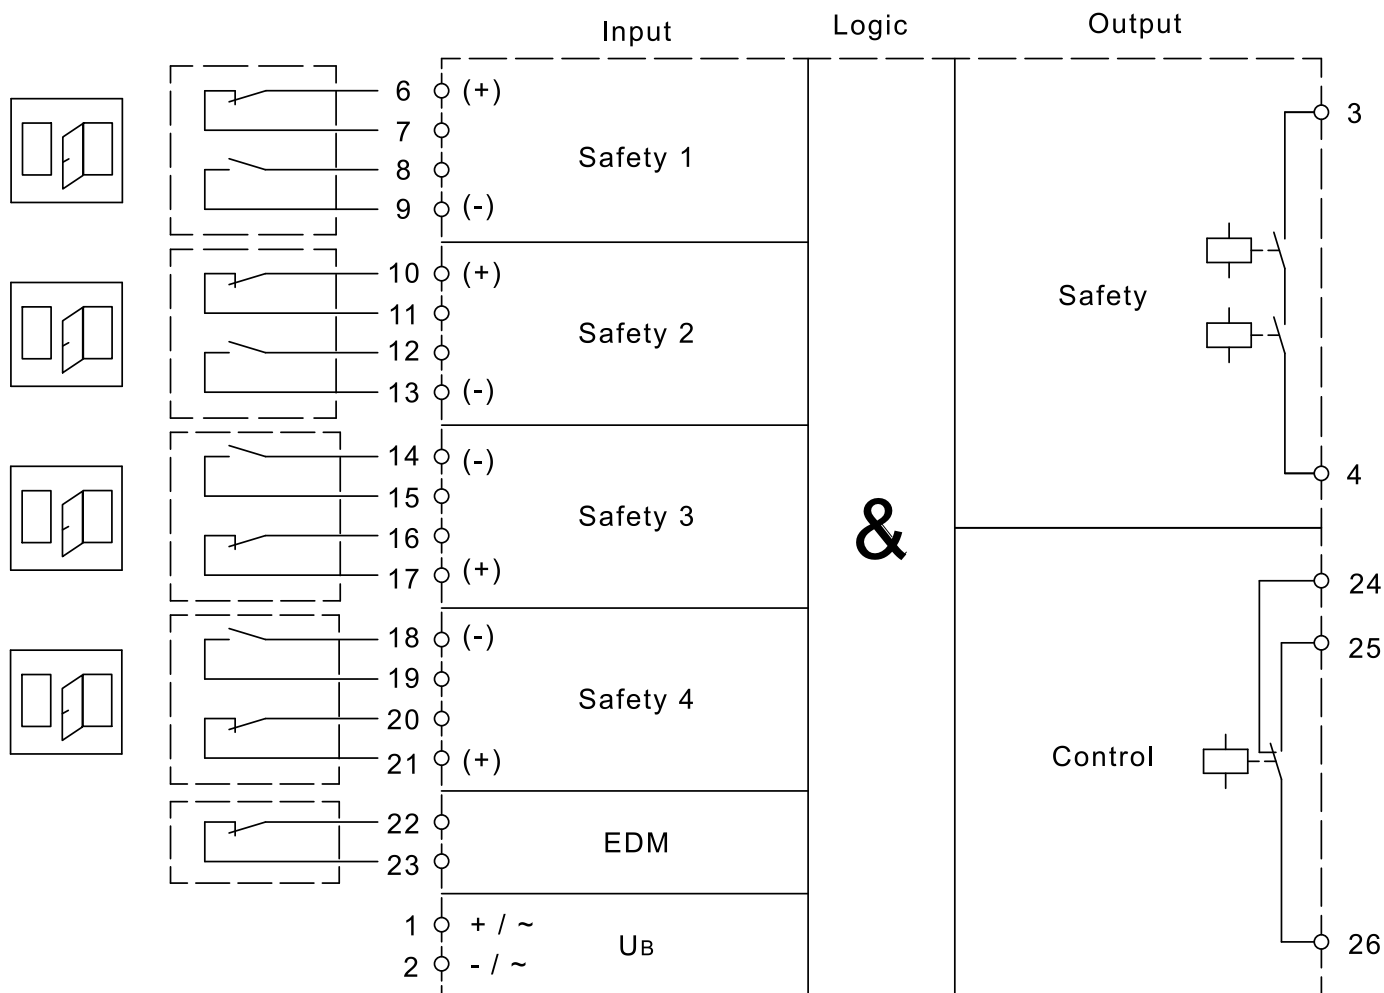 Input Logic Output
6 (+)
7
Safety 1
8
9 (-)
10 (+)
11
Safety 2
12
13 (-)
14 (-)
15
Safety 3
16
17 (+)
18 (-)
19
Safety 4
20
21 (+)
22
EDM
23
1 + / ~
UB
2 - / ~
&
3
Safety
4
24
25
Control
26